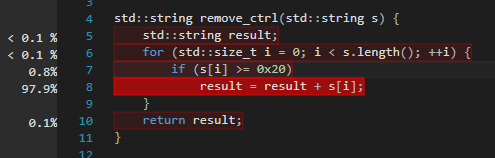 3
4 std::string remove_ctrl(std::string s) {
< 0.1 % 5 std::string result;
< 0.1 % 6 for (std::size_t i = 0; i < s.length(); ++i) {
0.8% 7 if (s[i] >= 0x20)
97.9% 8 result = result + s[i];
9 }
0.1% 10 return result;
11 }
12